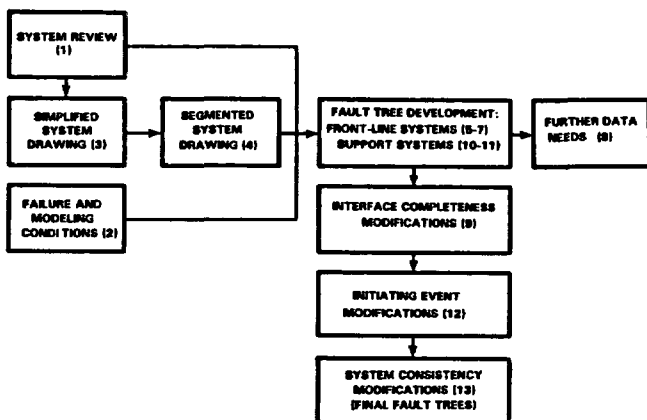 SYSTEM REVIEW
(1)
SIMPLIFIED
SYSTEM
DRAWING (3)
SEGMENTED
SYSTEM
DRAWING (4)
FAILURE AND
MODELING
CONDITIONS (2)
FAULT TREE DEVELOPMENT:
FRONT-LINE SYSTEMS (5-7)
SUPPORT SYSTEMS (10-11)
FURTHER DATA
NEEDS (8)
INTERFACE COMPLETENESS
MODIFICATIONS (9)
INITIATING EVENT
MODIFICATIONS (12)
SYSTEM CONSISTENCY
MODIFICATIONS (13)
(FINAL FAULT TREES)